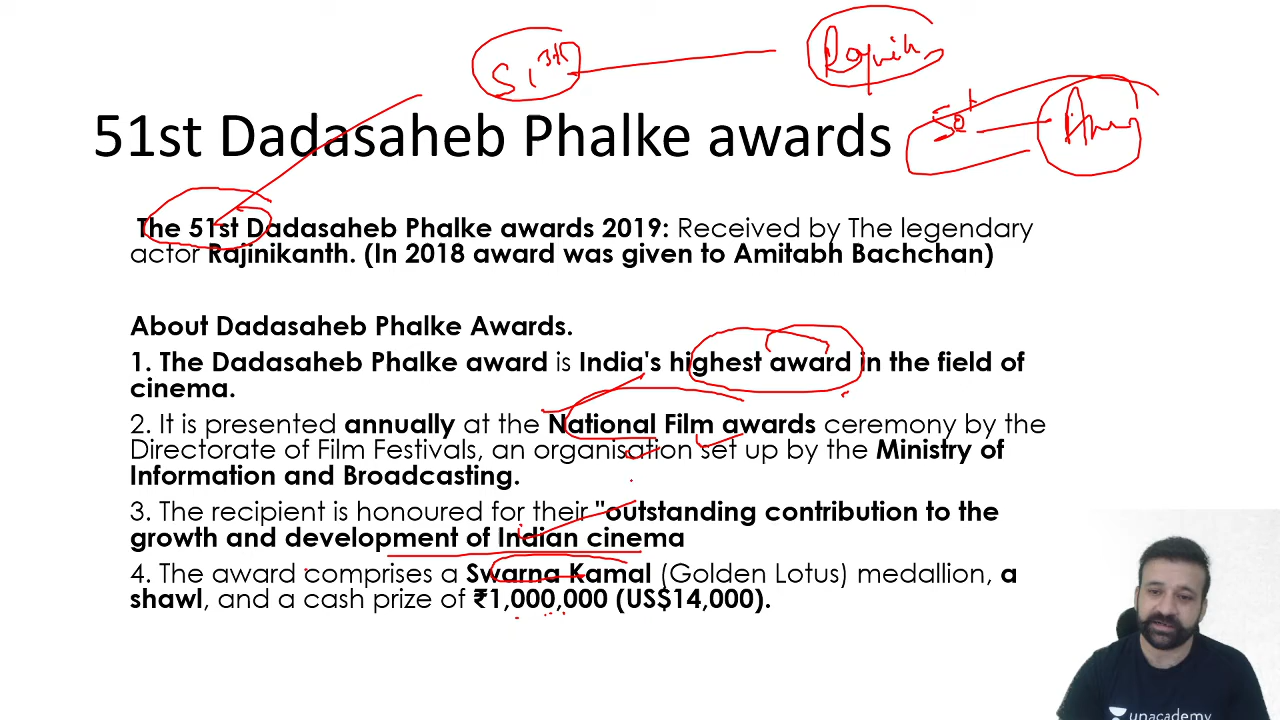 51st Dadasaheb Phalke awards
The 51st Dadasaheb Phalke awards 2019: Received by The legendary
actor Rajinikanth. (In 2018 award was given to Amitabh Bachchan)
About Dadasaheb Phalke Awards.
1. The Dadasaheb Phalke award is India's highest award in the field of
cinema.
2. It is presented annually at the National Film awards ceremony by the
Directorate of Film Festivals, an organisation set up by the Ministry of
Information and Broadcasting.
3. The recipient is honoured for their "outstanding contribution to the
growth and development of Indian cinema
4. The award comprises a Swarna Kamal (Golden Lotus) medallion, a
shawl, and a cash prize of ₹1,000,000 (US$14,000).
unacademy